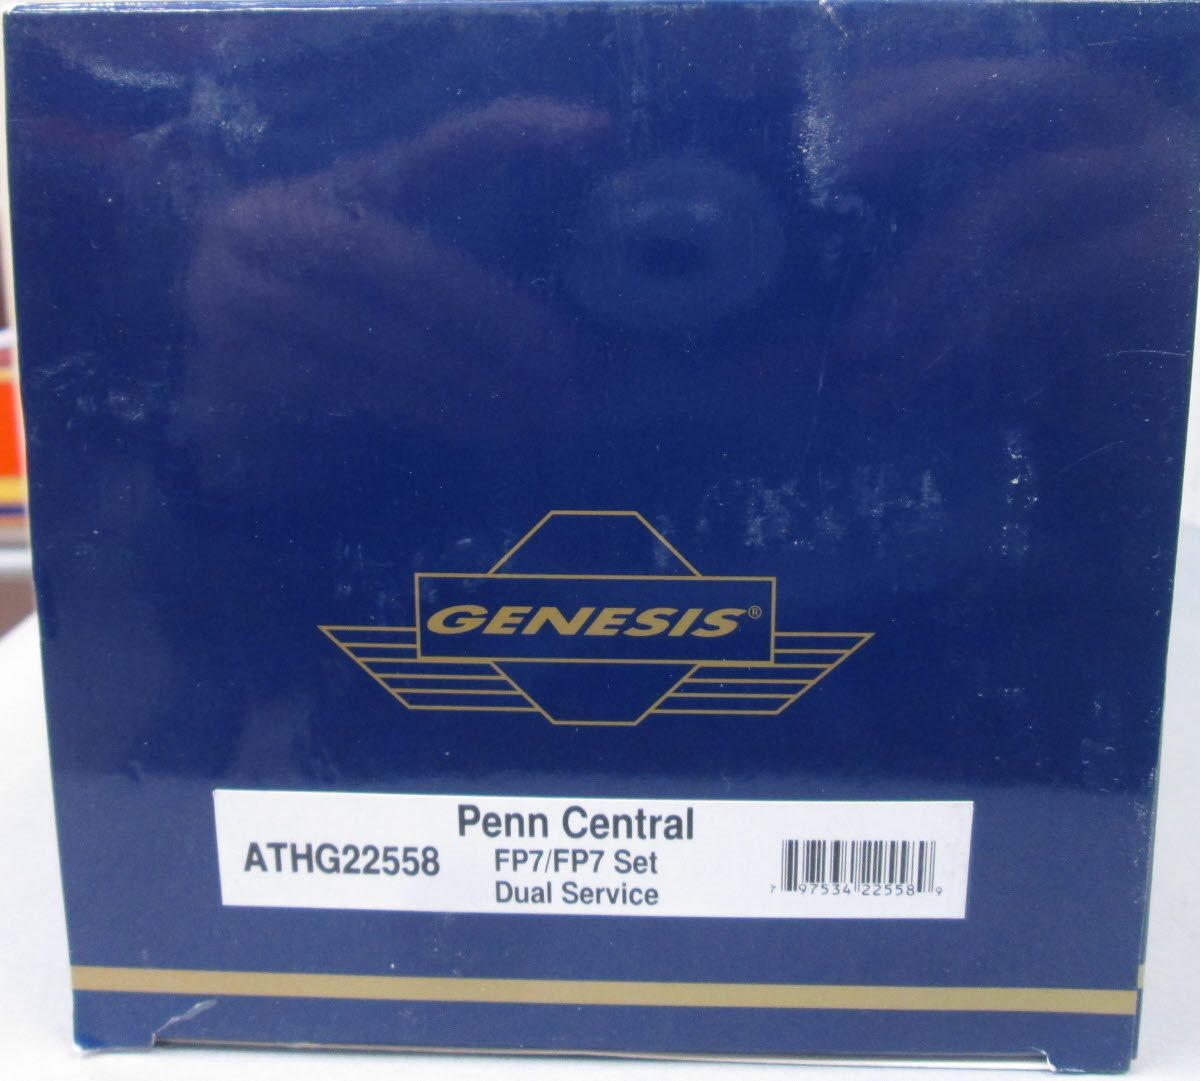 GENESIS®
Penn Central
ATHG22558
FP7/FP7 Set
Dual Service
7 97534 22558 9